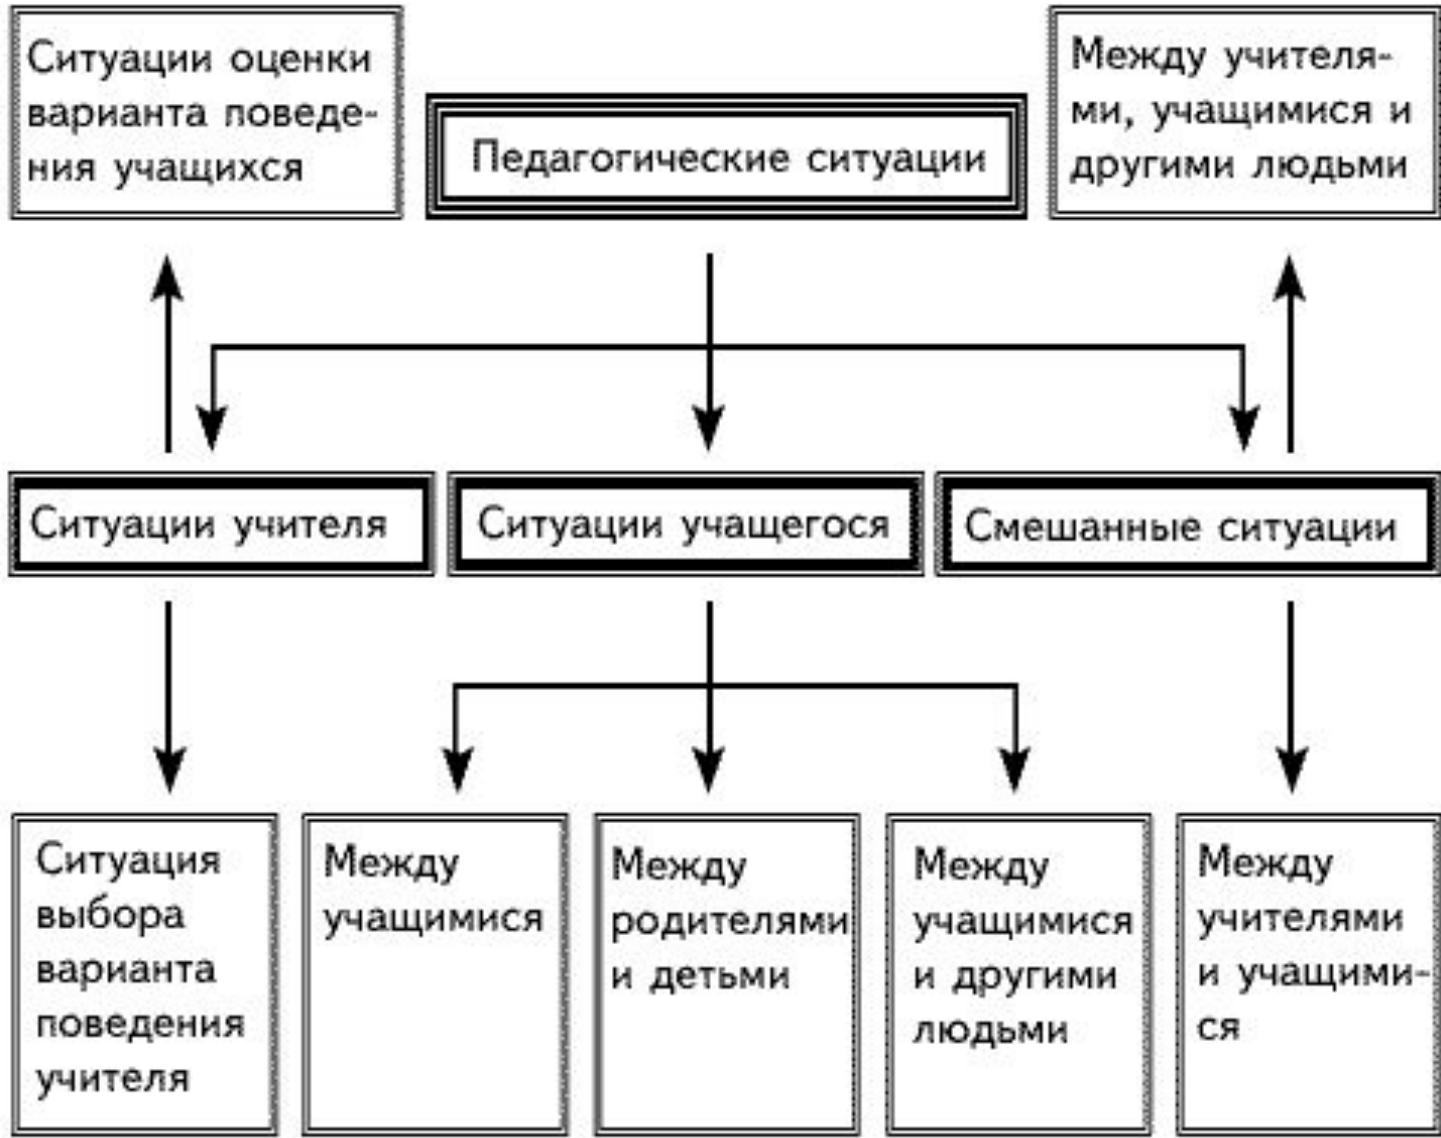 Ситуации оценки
варианта поведе-
ния учащихся
Педагогические ситуации
Между учителя-
ми, учащимися и
другими людьми
Ситуации учителя
Ситуации учащегося
Смешанные ситуации
Ситуация
выбора
варианта
поведения
учителя
Между
учащимися
Между
родителями
и детьми
Между
учащимися
и другими
людьми
Между
учителями
и учащими-
ся